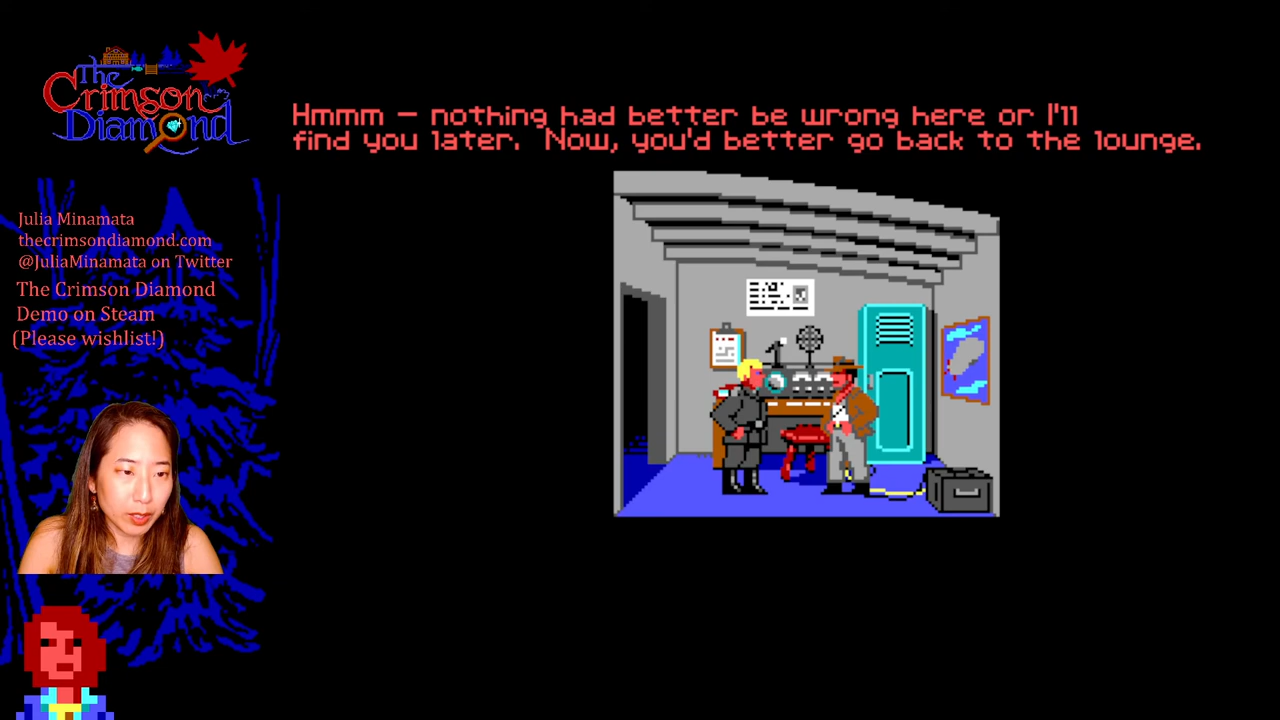 The
Crimson
Diamond
Hmmm – nothing had better be wrong here or I'll
find you later. Now, you'd better go back to the lounge.
Julia Minamata
thecrimsondiamond.com
@JuliaMinamata on Twitter
The Crimson Diamond
Demo on Steam
(Please wishlist!)